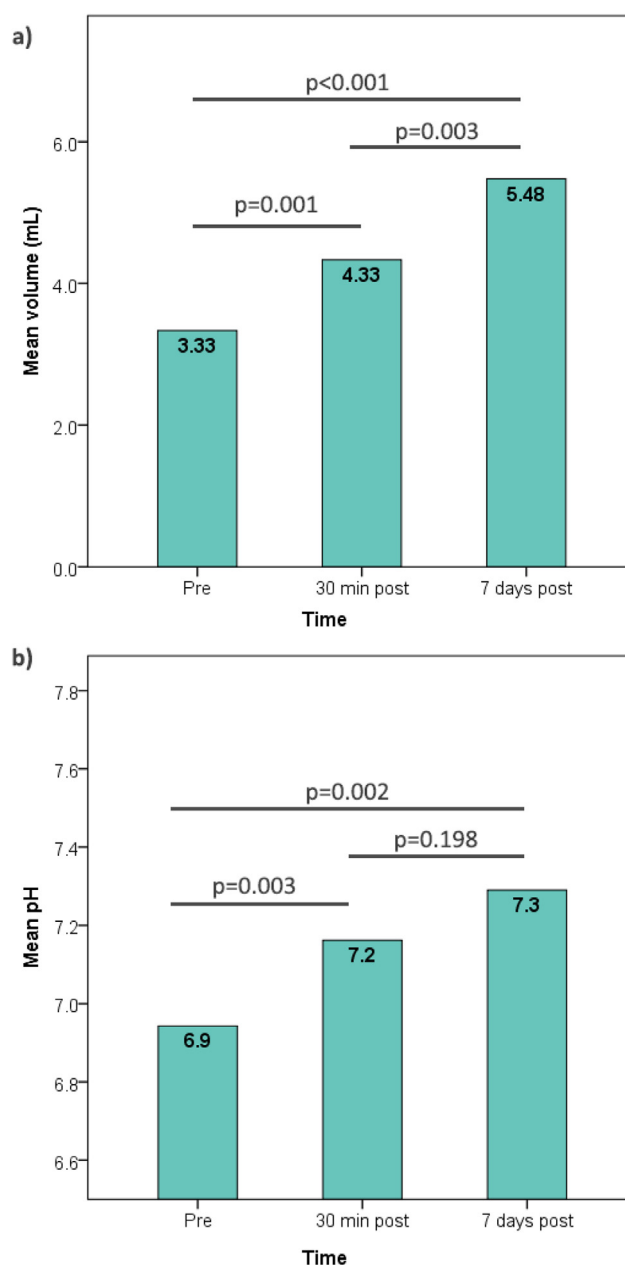 a)
p<0.001
p=0.003
p=0.001
6.0
4.0
2.0
0.0
Mean volume (mL)
3.33
4.33
5.48
Pre
30 min post
7 days post
Time
b)
7.8
7.6
7.4
7.2
7.0
6.8
6.6
Mean pH
p=0.002
p=0.198
p=0.003
6.9
7.2
7.3
Pre
30 min post
7 days post
Time